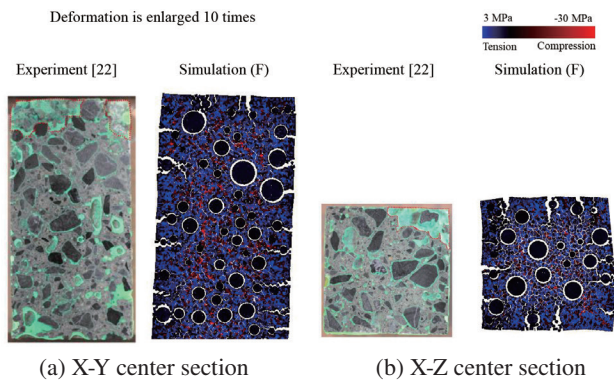 Deformation is enlarged 10 times
3 MPa -30 MPa
Tension Compression
Experiment [22] Simulation (F) Experiment [22] Simulation (F)
(a) X-Y center section (b) X-Z center section